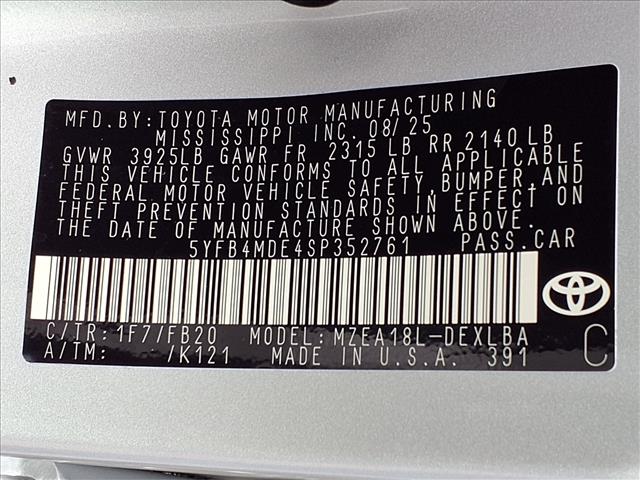 MFD. BY: TOYOTA MOTOR MANUFACTURING
MISSISSIPPI INC. 08/25
GVWR 3925LB GAWR FR 2315 LB RR 2140 LB
THIS VEHICLE CONFORMS TO ALL APPLICABLE
FEDERAL MOTOR VEHICLE SAFETY, BUMPER, AND
THEFT PREVENTION STANDARDS IN EFFECT ON
THE DATE OF MANUFACTURE SHOWN ABOVE.
5YFB4MDE4SP352761 PASS. CAR
C/TR: 1F7/FB20 MODEL: MZEA18L-DEXLBA
A/TM: /K121 MADE IN U.S.A. 391 C